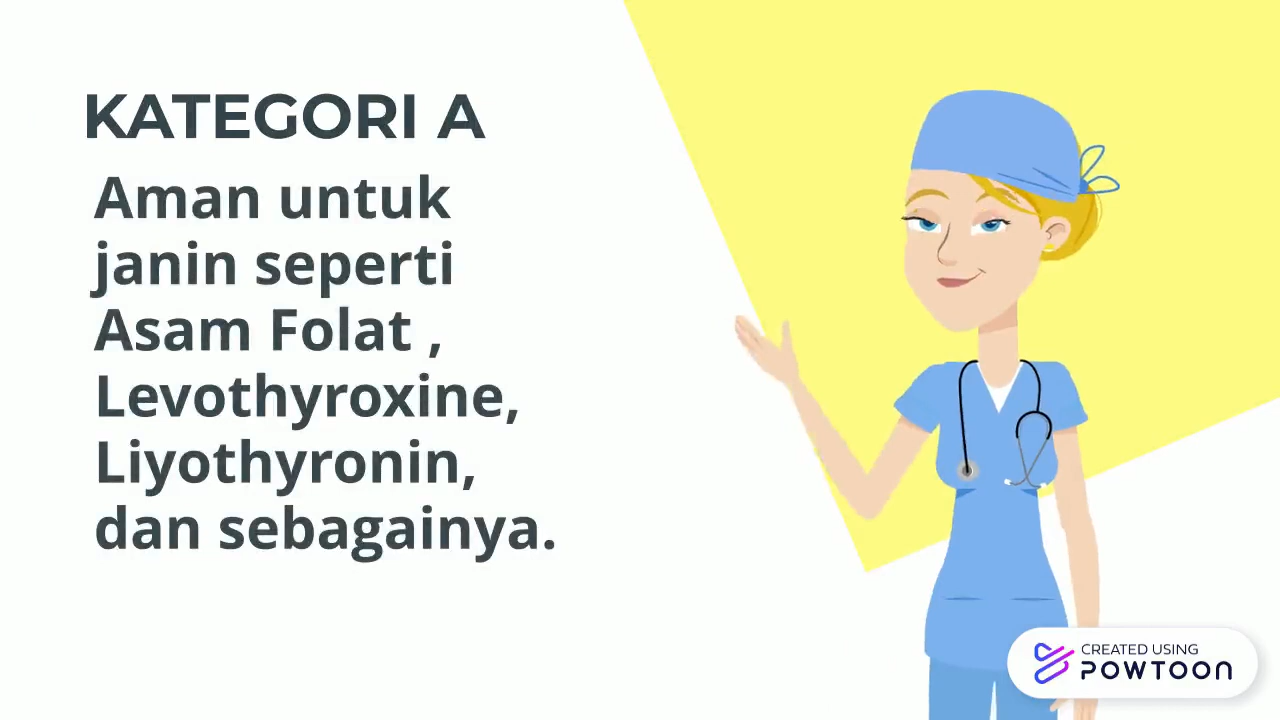 KATEGORI A
Aman untuk
janin seperti
Asam Folat ,
Levothyroxine,
Liyothyronin,
dan sebagainya.
CREATED USING
POWTOON